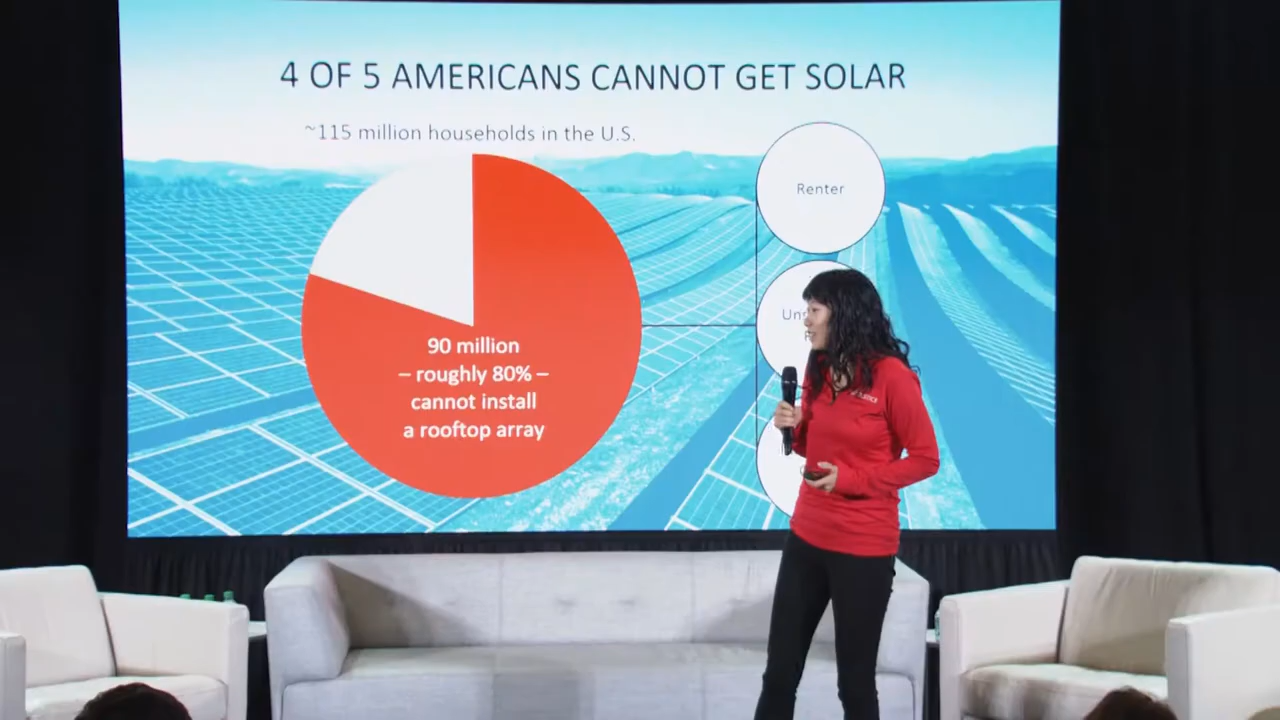 4 OF 5 AMERICANS CANNOT GET SOLAR
~115 million households in the U.S.
Renter
90 million
– roughly 80% –
cannot install
a rooftop array